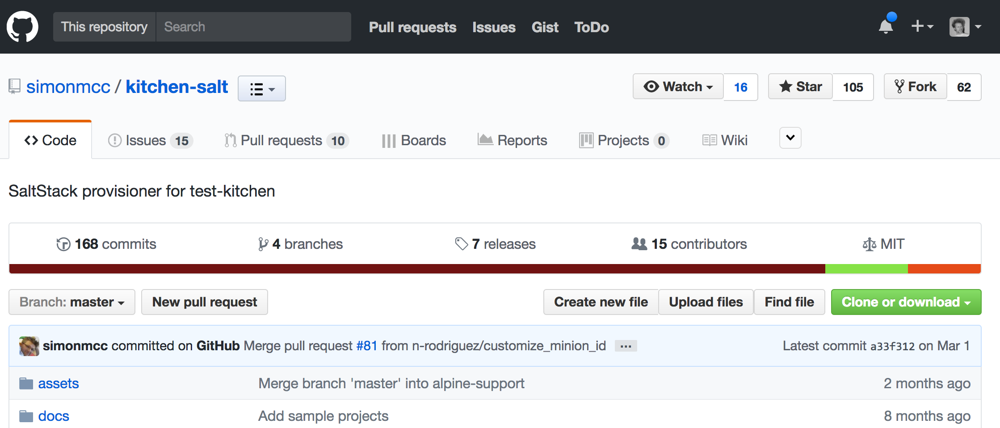 This repository Search Pull requests Issues Gist ToDo
simonmcc / kitchen-salt Watch 16 Star 105 Fork 62
Code Issues 15 Pull requests 10 Boards Reports Projects 0 Wiki
SaltStack provisioner for test-kitchen
168 commits 4 branches 7 releases 15 contributors MIT
Branch: master New pull request Create new file Upload files Find file Clone or download
simonmcc committed on GitHub Merge pull request #81 from n-rodriguez/customize_minion_id ... Latest commit a33f312 on Mar 1
assets Merge branch 'master' into alpine-support 2 months ago
docs Add sample projects 8 months ago